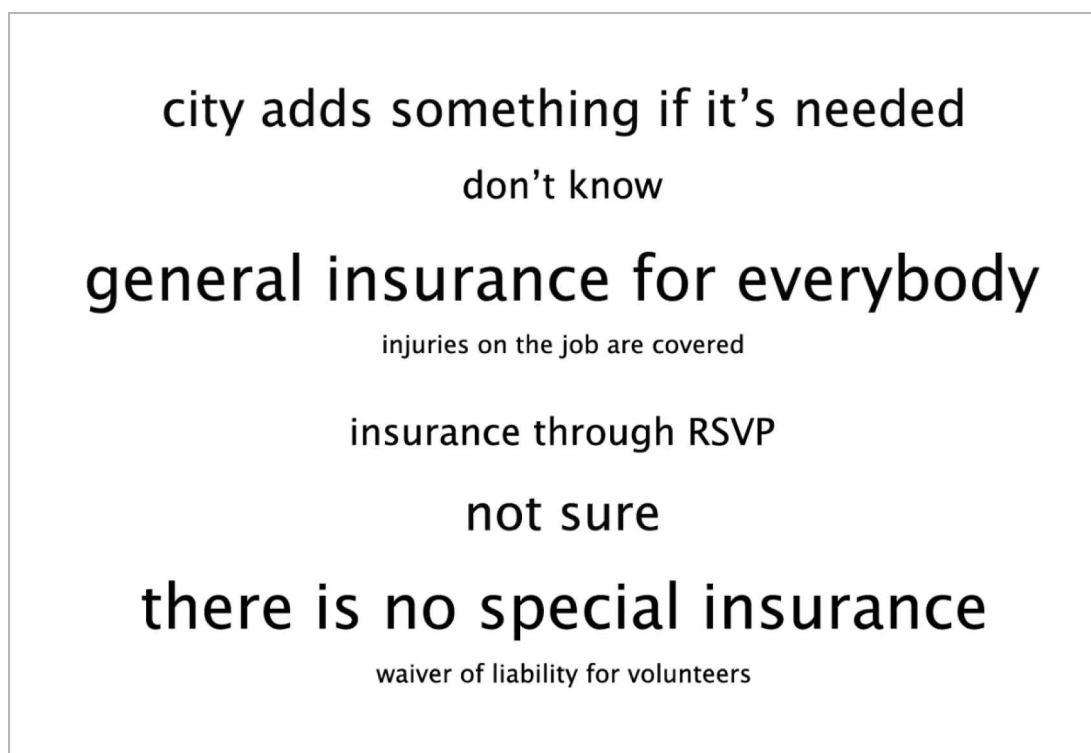 city adds something if it’s needed
don’t know
general insurance for everybody
injuries on the job are covered
insurance through RSVP
not sure
there is no special insurance
waiver of liability for volunteers